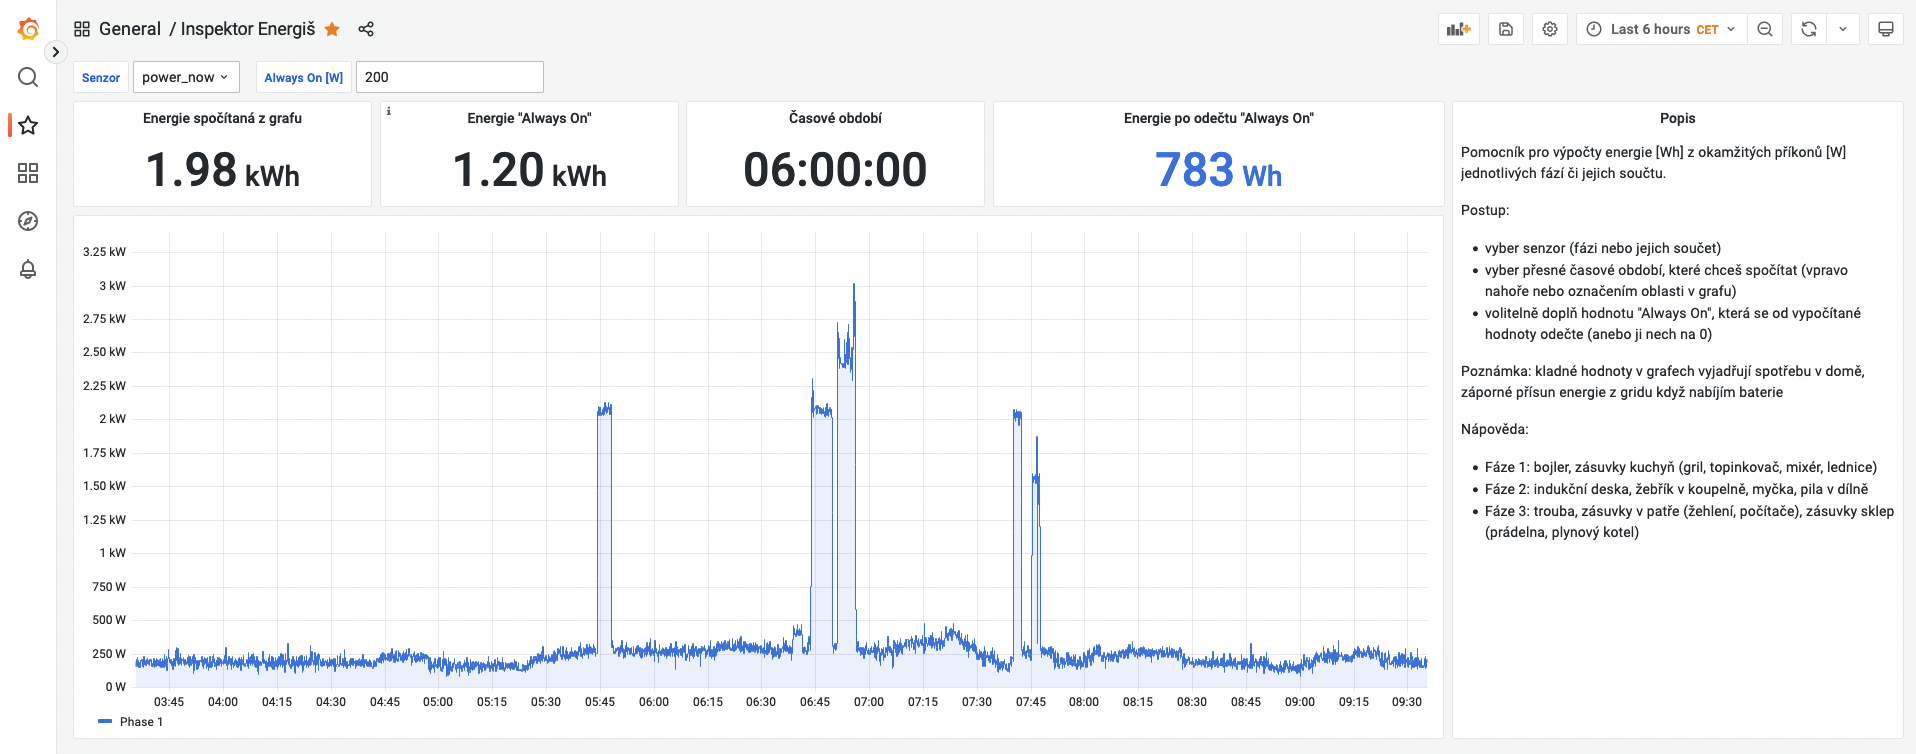 General / Inspektor Energiš
Last 6 hours CET
Senzor
power_now
Always On [W]
200
Energie spočítaná z grafu
1.98 kWh
i
Energie "Always On"
1.20 kWh
Časové období
06:00:00
Energie po odečtu "Always On"
783 Wh
3.25 kW
3 kW
2.75 kW
2.50 kW
2.25 kW
2 kW
1.75 kW
1.50 kW
1.25 kW
1 kW
750 W
500 W
250 W
0 W
03:45 04:00 04:15 04:30 04:45 05:00 05:15 05:30 05:45 06:00 06:15 06:30 06:45 07:00 07:15 07:30 07:45 08:00 08:15 08:30 08:45 09:00 09:15 09:30
Phase 1
Popis
Pomocník pro výpočty energie [Wh] z okamžitých příkonů [W]
jednotlivých fází či jejich součtu.
Postup:
vyber senzor (fázi nebo jejich součet)
vyber přesné časové období, které chceš spočítat (vpravo
nahoře nebo označením oblasti v grafu)
volitelně doplň hodnotu "Always On", která se od vypočítané
hodnoty odečte (anebo ji nech na 0)
Poznámka: kladné hodnoty v grafech vyjadřují spotřebu v domě,
záporné přísun energie z gridu když nabíjím baterie
Nápověda:
Fáze 1: bojler, zásuvky kuchyň (gril, topinkovač, mixér, lednice)
Fáze 2: indukční deska, žebřík v koupelně, myčka, pila v dílně
Fáze 3: trouba, zásuvky v patře (žehlení, počítače), zásuvky sklep
(prádelna, plynový kotel)